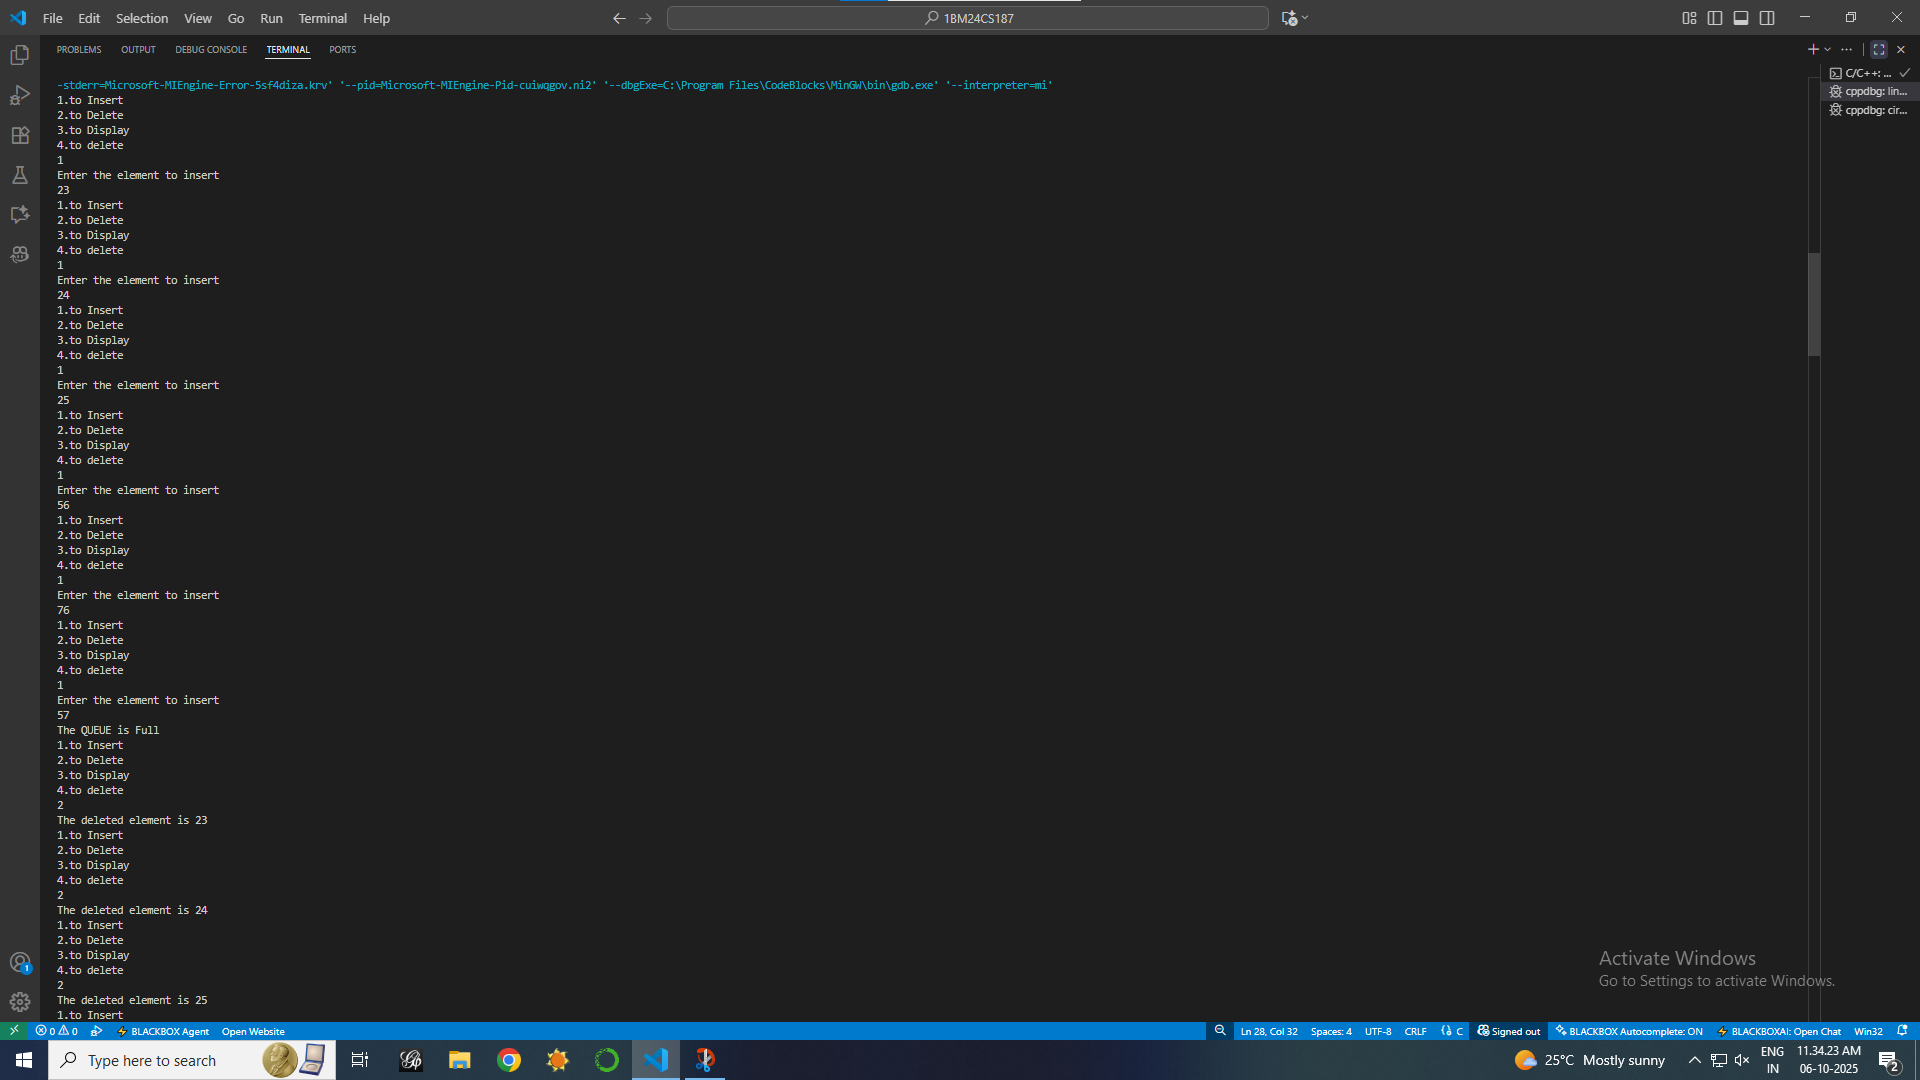 File Edit Selection View Go Run Terminal Help
1BM24CS187
PROBLEMS OUTPUT DEBUG CONSOLE TERMINAL PORTS
-stderr=Microsoft-MIEngine-Error-5sf4diza.krv' '--pid=Microsoft-MIEngine-Pid-cuiwqgov.ni2' '--dbgExe=C:\Program Files\CodeBlocks\MinGW\bin\gdb.exe' '--interpreter=mi'
1.to Insert
2.to Delete
3.to Display
4.to delete
1
Enter the element to insert
23
1.to Insert
2.to Delete
3.to Display
4.to delete
1
Enter the element to insert
24
1.to Insert
2.to Delete
3.to Display
4.to delete
1
Enter the element to insert
25
1.to Insert
2.to Delete
3.to Display
4.to delete
1
Enter the element to insert
56
1.to Insert
2.to Delete
3.to Display
4.to delete
1
Enter the element to insert
76
1.to Insert
2.to Delete
3.to Display
4.to delete
1
Enter the element to insert
57
The QUEUE is Full
1.to Insert
2.to Delete
3.to Display
4.to delete
2
The deleted element is 23
1.to Insert
2.to Delete
3.to Display
4.to delete
2
The deleted element is 24
1.to Insert
2.to Delete
3.to Display
4.to delete
2
The deleted element is 25
1.to Insert
C/C++: ...
cppdbg: lin...
cppdbg: cir...
Activate Windows
Go to Settings to activate Windows.
1
0 0 BLACKBOX Agent Open Website
Ln 28, Col 32 Spaces: 4 UTF-8 CRLF {} C Signed out BLACKBOX Autocomplete: ON BLACKBOXAI: Open Chat Win32
Type here to search
25°C Mostly sunny
ENG
IN
11.34.23 AM
06-10-2025
2